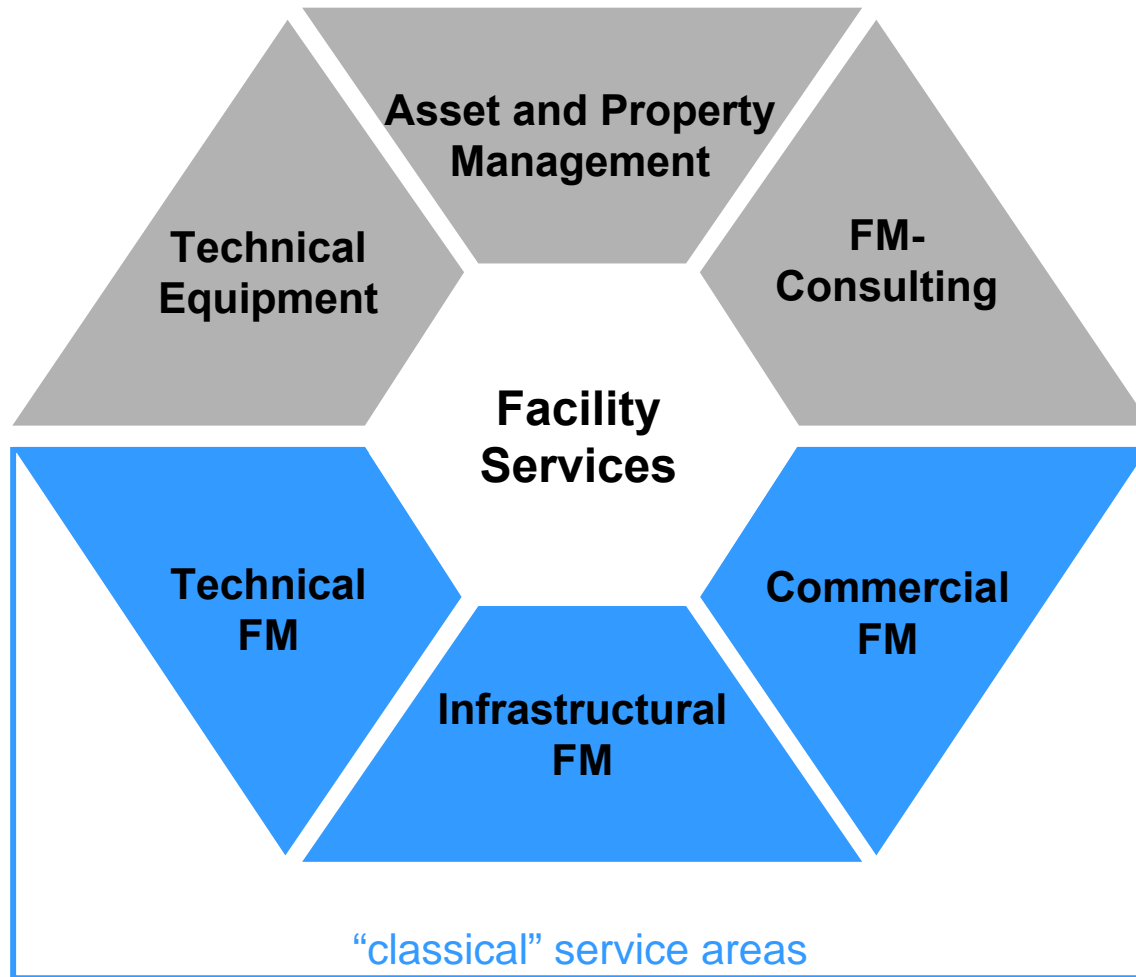 Asset and Property
Management
Technical
Equipment
FM-
Consulting
Facility
Services
Technical
FM
Commercial
FM
Infrastructural
FM
“classical” service areas